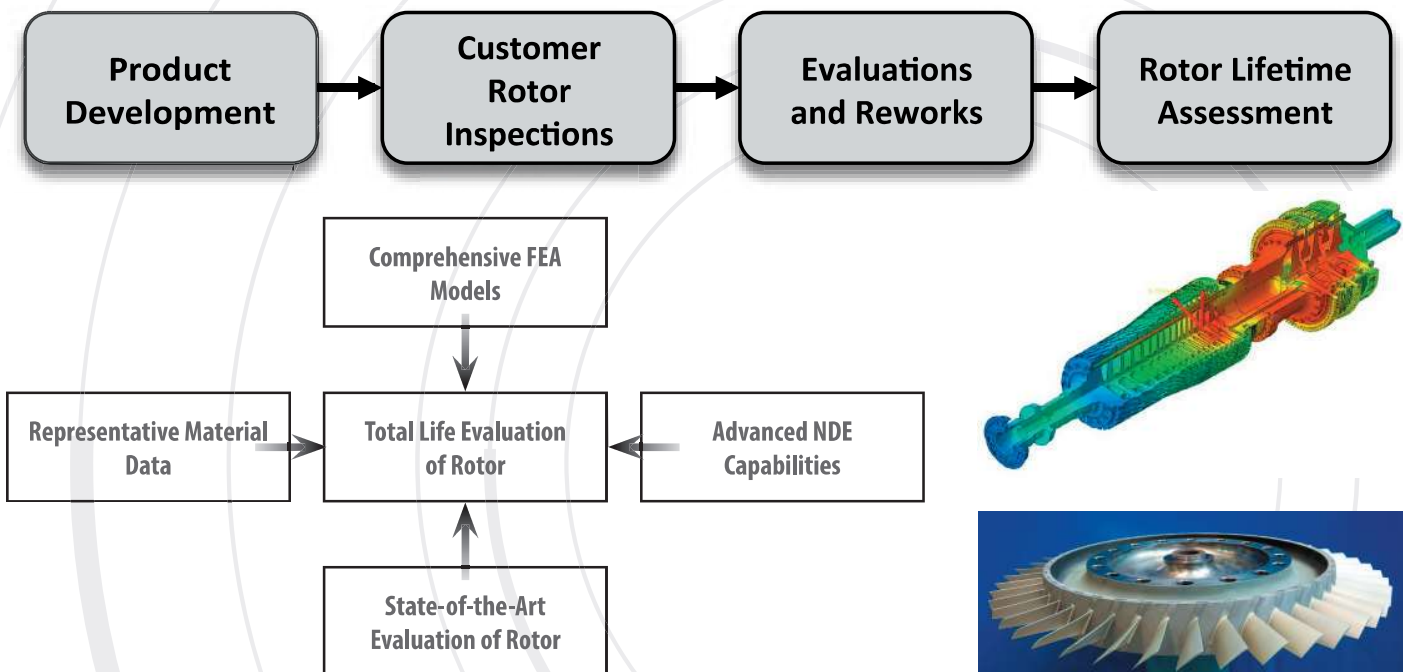 Product
Development
Customer
Rotor
Inspections
Evaluations
and Reworks
Rotor Lifetime
Assessment
Comprehensive FEA
Models
Representative Material
Data
Total Life Evaluation
of Rotor
Advanced NDE
Capabilities
State-of-the-Art
Evaluation of Rotor